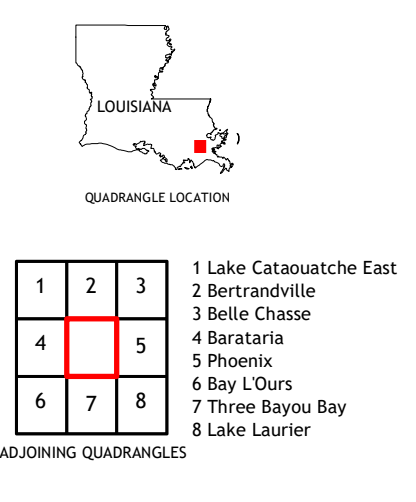 LOUISIANA
QUADRANGLE LOCATION
1 2 3
4 5
6 7 8
1 Lake Cataouatche East
2 Bertrandville
3 Belle Chasse
4 Barataria
5 Phoenix
6 Bay L'Ours
7 Three Bayou Bay
8 Lake Laurier
ADJOINING QUADRANGLES